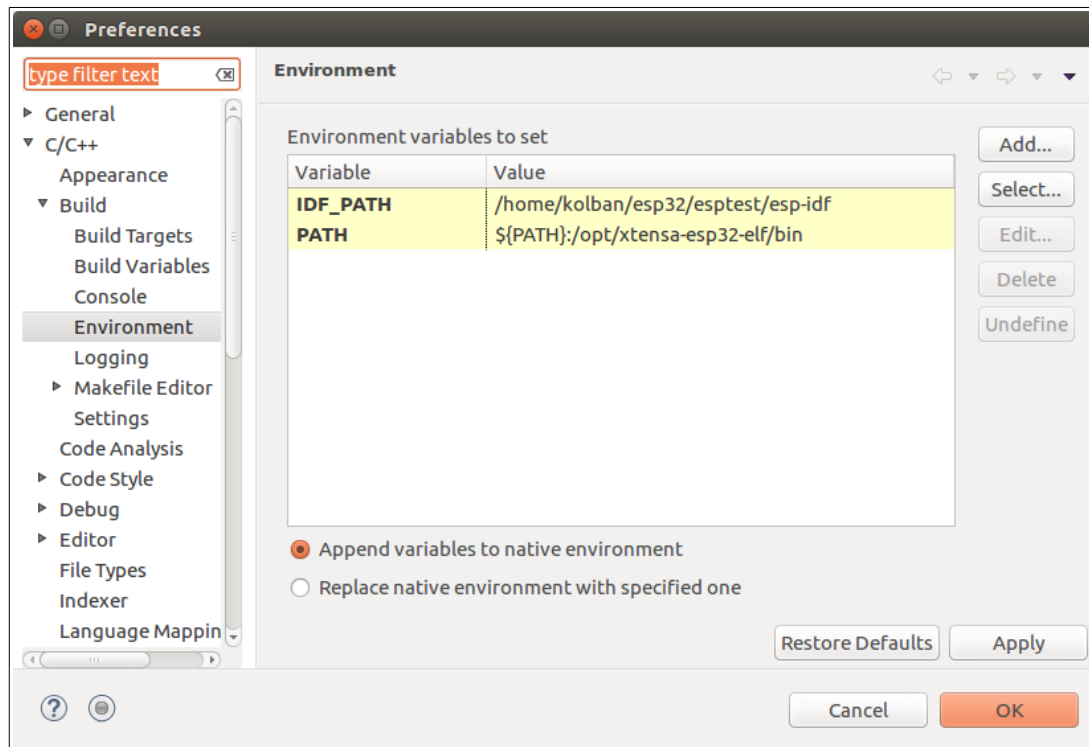 Preferences
type filter text
General
C/C++
Appearance
Build
Build Targets
Build Variables
Console
Environment
Logging
Makefile Editor
Settings
Code Analysis
Code Style
Debug
Editor
File Types
Indexer
Language Mappin
Environment
Environment variables to set
Variable Value
IDF_PATH /home/kolban/esp32/esptest/esp-idf
PATH ${PATH}:/opt/xtensa-esp32-elf/bin
Add...
Select...
Edit...
Delete
Undefine
Append variables to native environment
Replace native environment with specified one
Restore Defaults Apply
Cancel OK